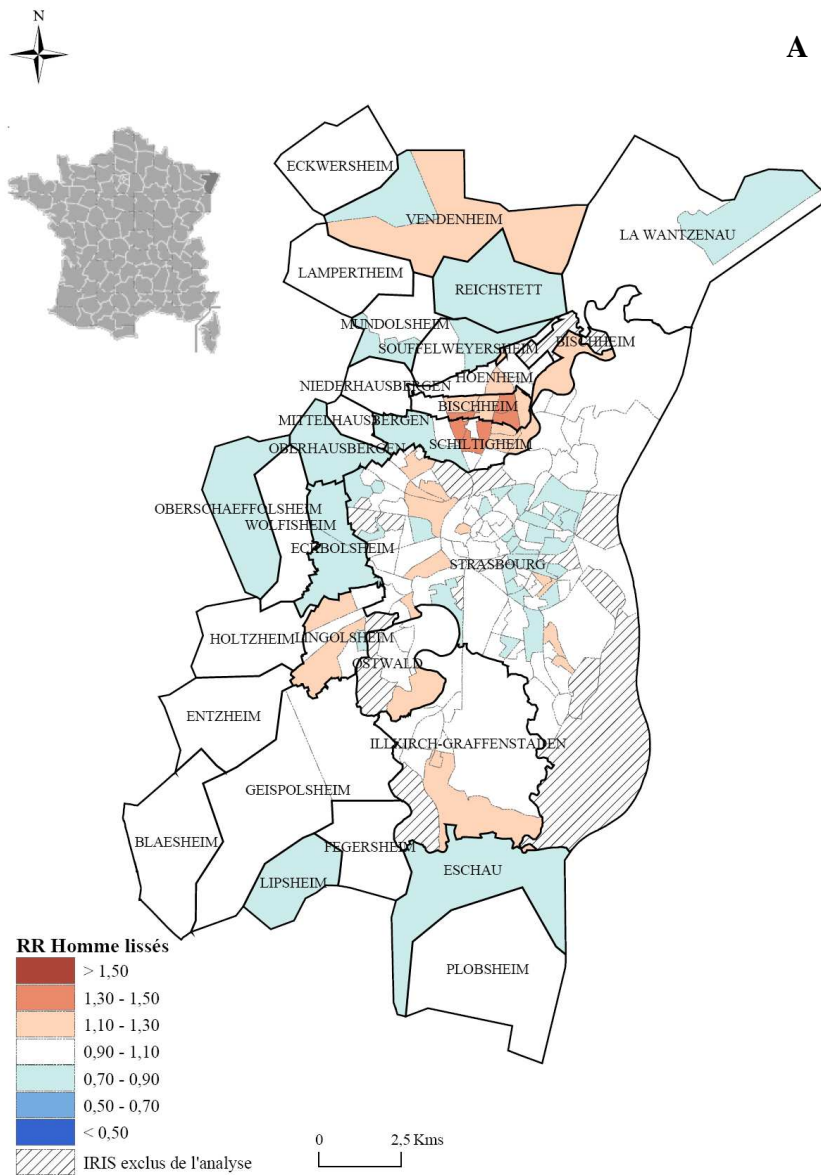 N
A
ECKWERSHEIM
VENDENHEIM
LA WANTZENAU
LAMPERTHEIM
REICHSTETT
MUNDOLSHEIM
SOUFFELWEYERSHEIM
BISCHHEIM
HOENHEIM
NIEDERHAUSBERGEN
BISCHHEIM
MITTELHAUSBERGEN
SCHILTIGHEIM
OBERHAUSBERGEN
OBERSCHAEFFOLSHEIM
WOLFISHEIM
ECKBOLSHEIM
STRASBOURG
HOLTZHEIM
LINGOLSHEIM
OSTWALD
ENTZHEIM
ILLKIRCH-GRAFFENSTADEN
GEISPOLSHEIM
BLAESHEIM
FEGERSHEIM
LIPSHEIM
ESCHAU
PLOBSHEIM
RR Homme lissés
> 1,50
1,30 - 1,50
1,10 - 1,30
0,90 - 1,10
0,70 - 0,90
0,50 - 0,70
< 0,50
IRIS exclus de l'analyse
0 2,5 Kms